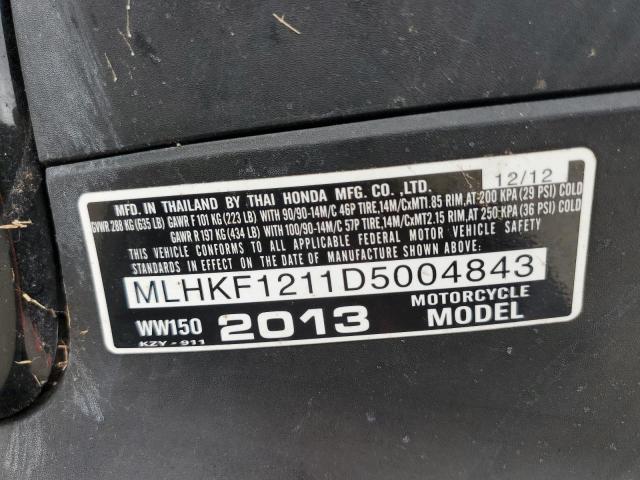 12/12
MFD. IN THAILAND BY THAI HONDA MFG. CO. ,LTD.
GVWR 288 KG (635 LB) GAWR F 101 KG (223 LB) WITH 90/90-14M/C 46P TIRE,14M/CxMT1.85 RIM,AT 200 KPA (29 PSI) COLD
GAWR R 197 KG (434 LB) WITH 100/90-14M/C 57P TIRE,14M/CxMT2.15 RIM,AT 250 KPA (36 PSI) COLD
THIS VEHICLE CONFORMS TO ALL APPLICABLE FEDERAL MOTOR VEHICLE SAFETY
STANDARDS IN EFFECT ON THE DATE OF MANUFACTURE SHOWN ABOVE.
MLHKF1211D5004843
WW150 2013 MOTORCYCLE
KZY - 911 MODEL